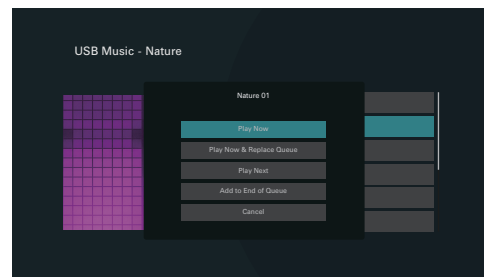 USB Music - Nature
Nature 01
Play Now
Play Now & Replace Queue
Play Next
Add to End of Queue
Cancel